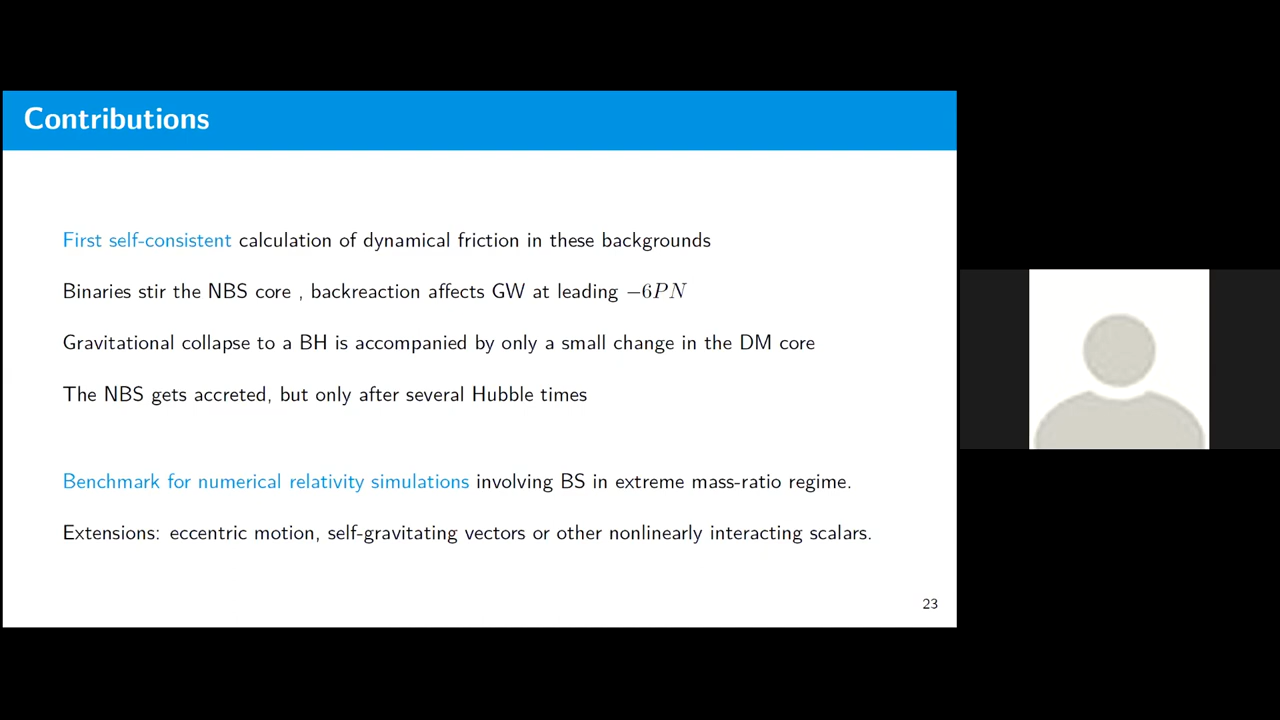 Contributions
First self-consistent calculation of dynamical friction in these backgrounds
Binaries stir the NBS core , backreaction affects GW at leading −6PN
Gravitational collapse to a BH is accompanied by only a small change in the DM core
The NBS gets accreted, but only after several Hubble times
Benchmark for numerical relativity simulations involving BS in extreme mass-ratio regime.
Extensions: eccentric motion, self-gravitating vectors or other nonlinearly interacting scalars.
23